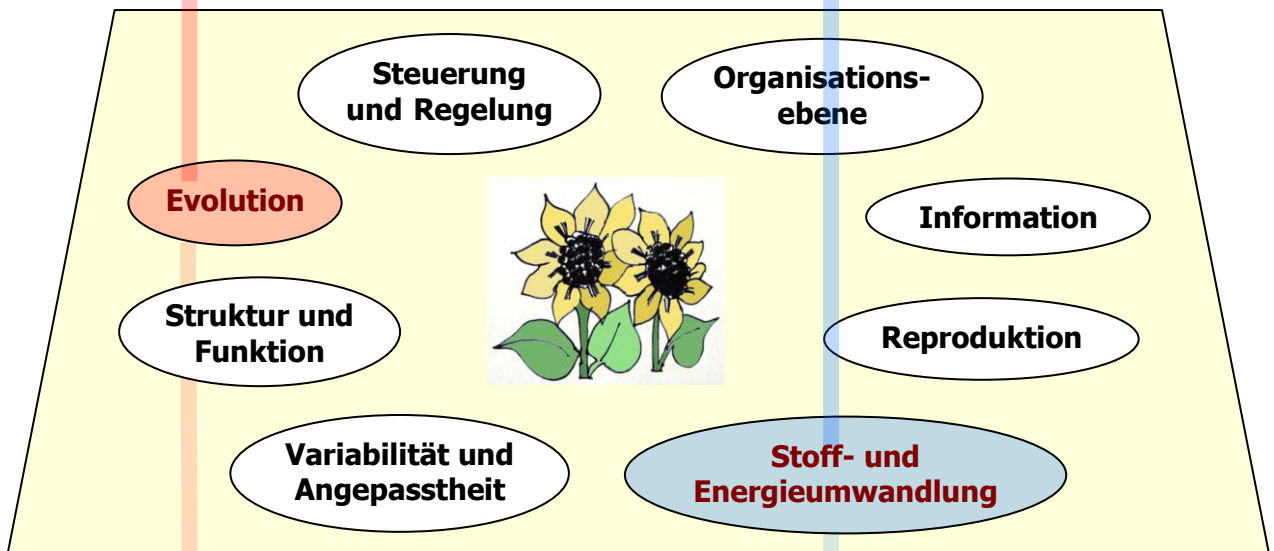 Steuerung
und Regelung
Organisations-
ebene
Evolution
Information
Struktur und
Funktion
Reproduktion
Variabilität und
Angepasstheit
Stoff- und
Energieumwandlung